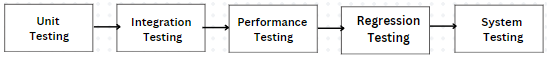 Unit
Testing
Integration
Testing
Performance
Testing
Regression
Testing
System
Testing